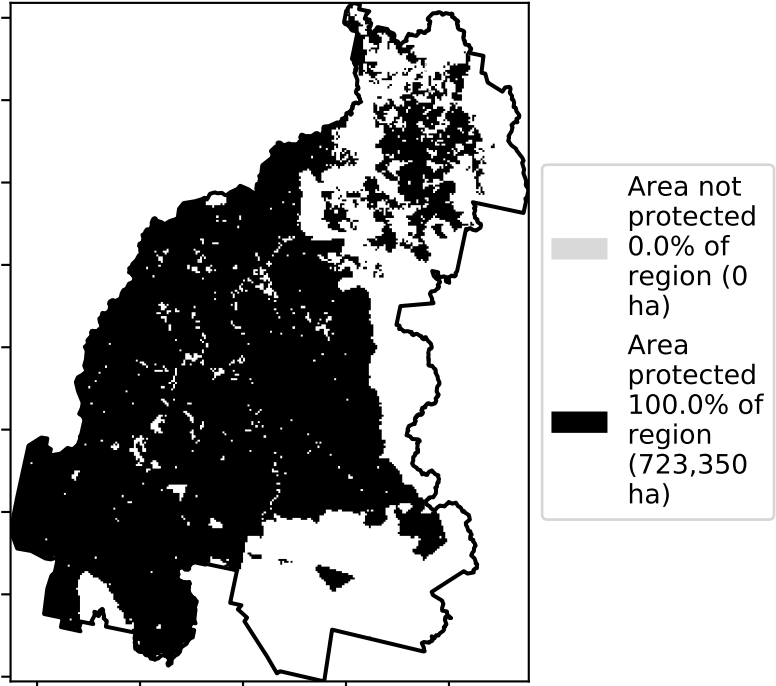 Area not
protected
0.0% of
region (0
ha)
Area
protected
100.0% of
region
(723,350
ha)